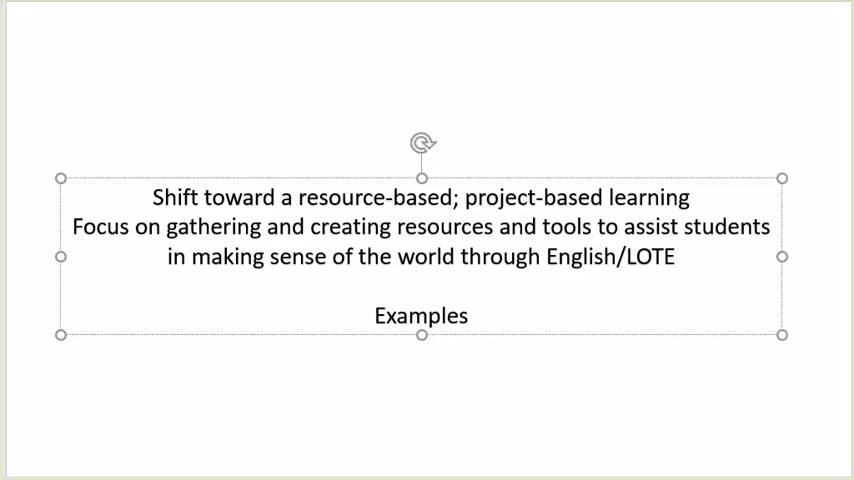 Shift toward a resource-based; project-based learning
Focus on gathering and creating resources and tools to assist students
in making sense of the world through English/LOTE
Examples